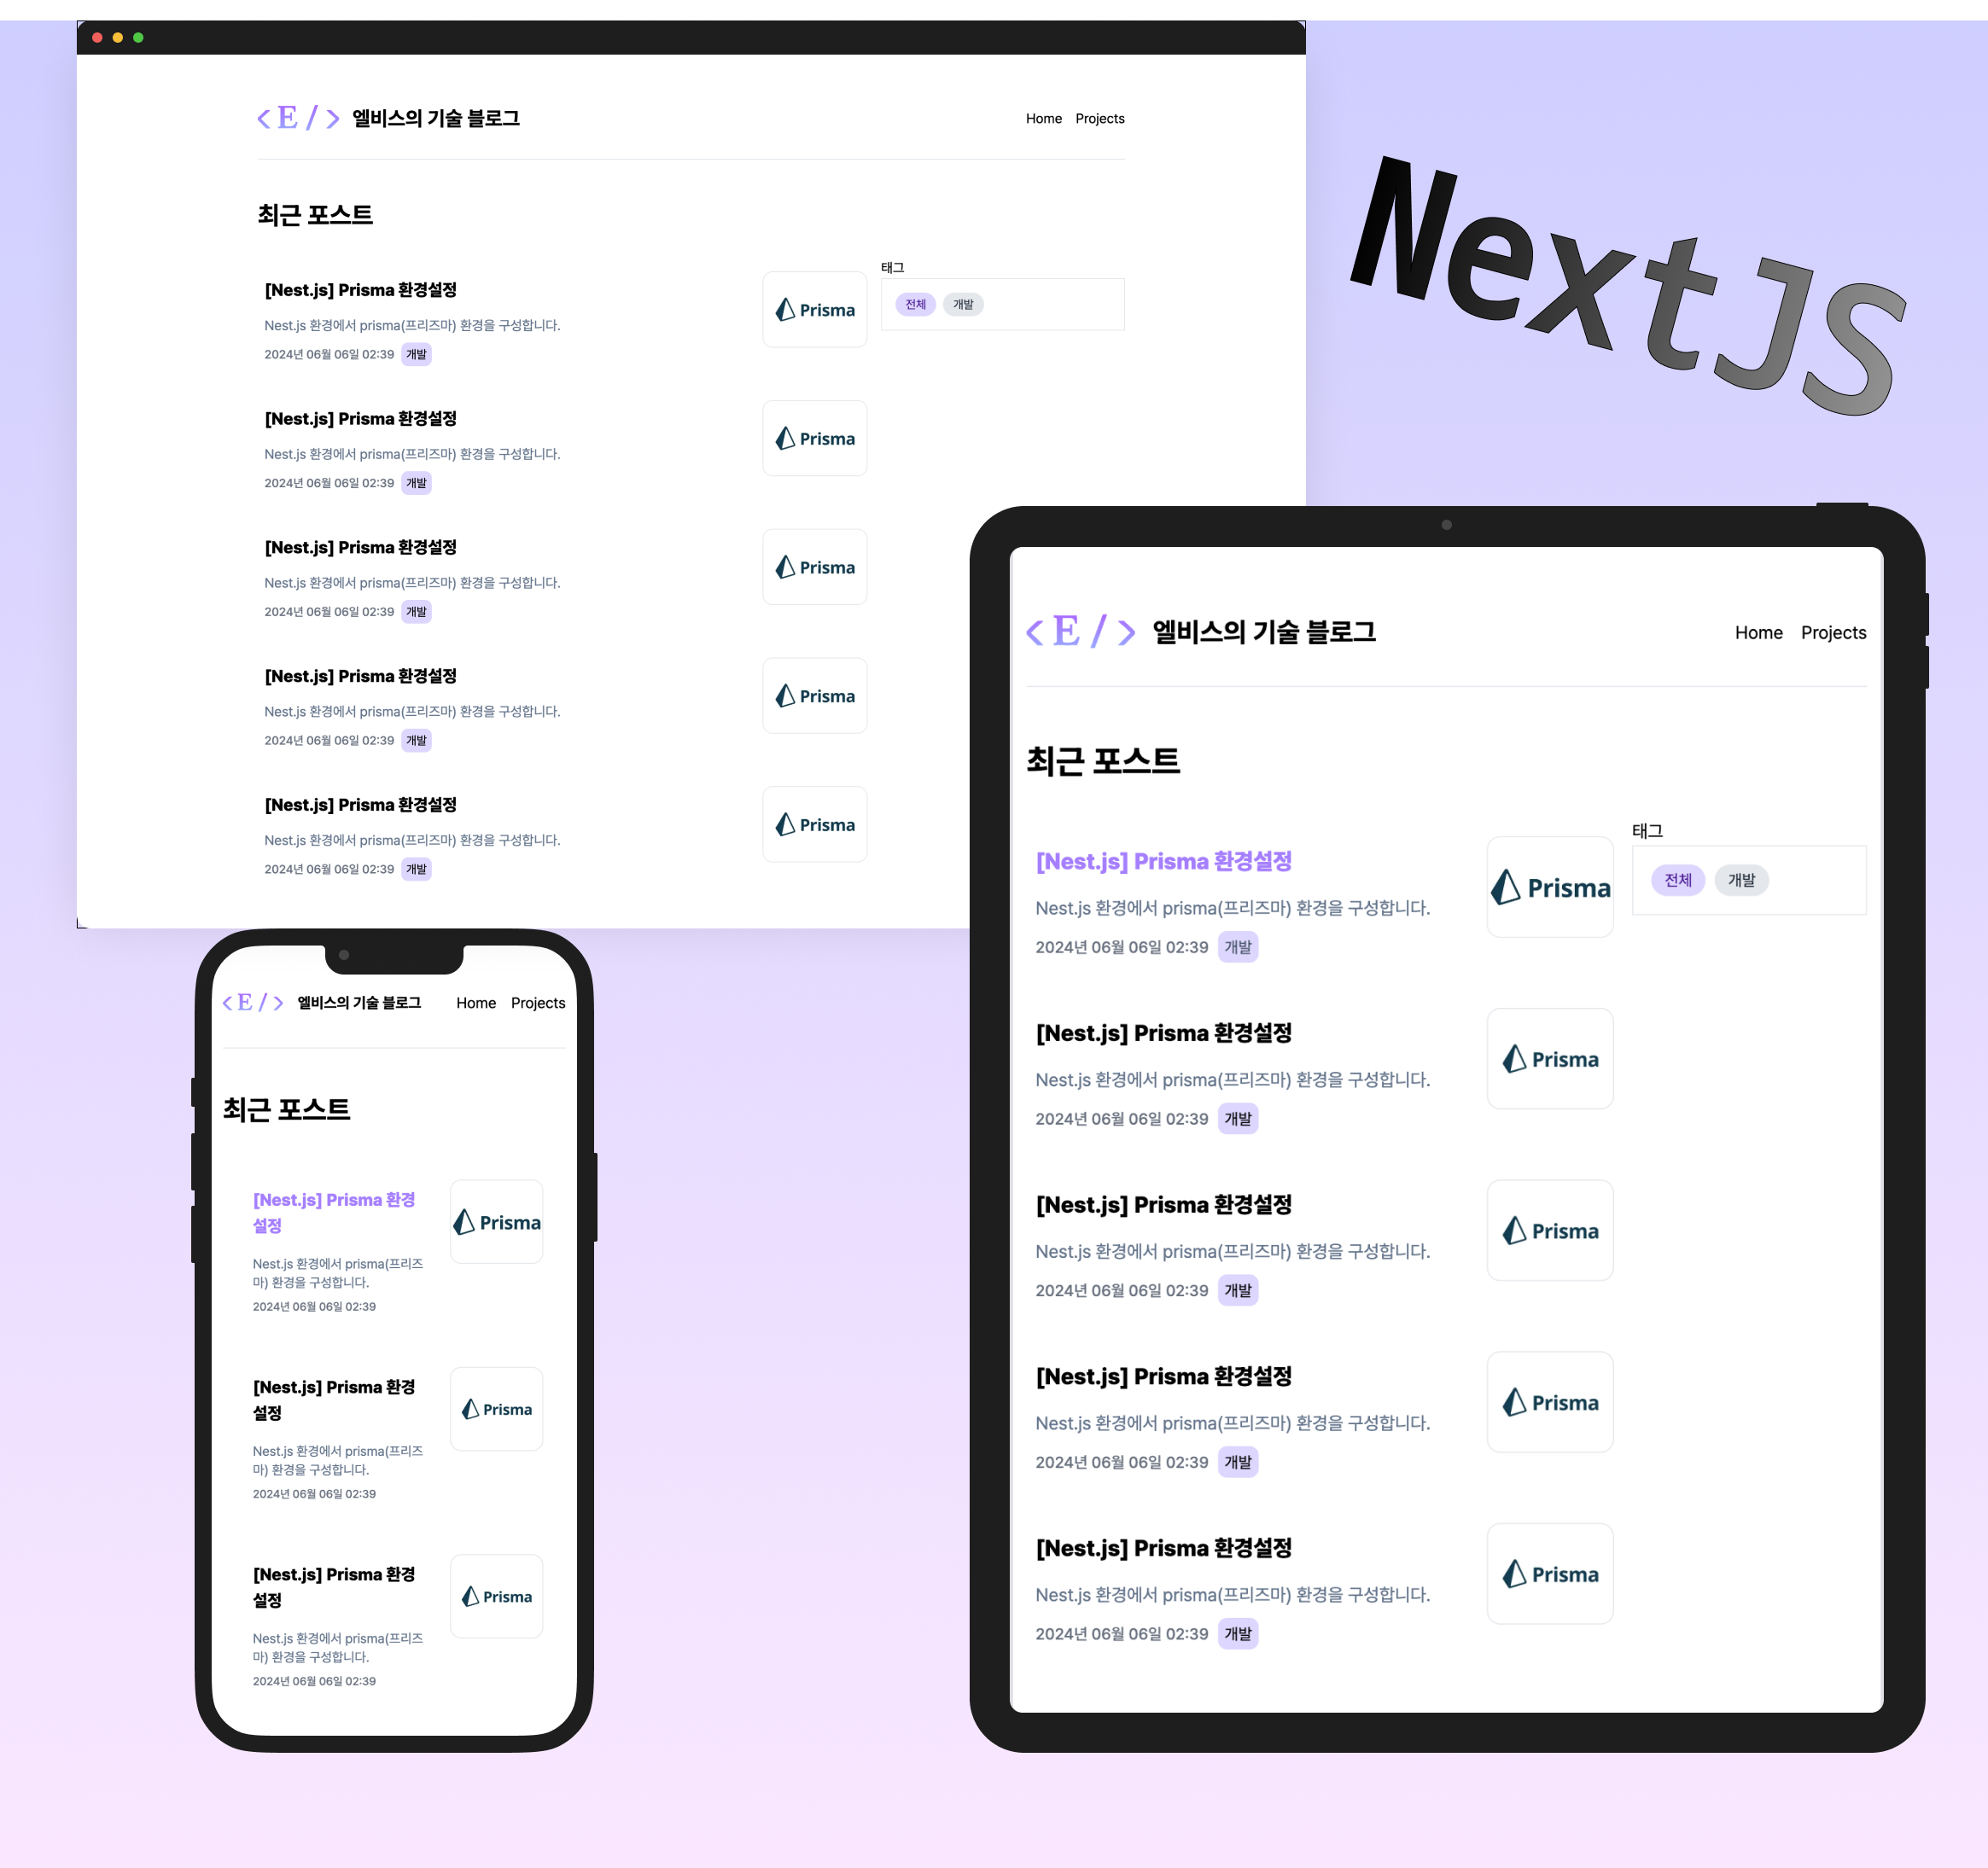 <E/> 엘비스의 기술 블로그
Home Projects
최근 포스트
[Nest.js] Prisma 환경설정
Nest.js 환경에서 prisma(프리즈마) 환경을 구성합니다.
2024년 06월 06일 02:39 개발
Prisma
태그
전체 개발
[Nest.js] Prisma 환경설정
Nest.js 환경에서 prisma(프리즈마) 환경을 구성합니다.
2024년 06월 06일 02:39 개발
Prisma
[Nest.js] Prisma 환경설정
Nest.js 환경에서 prisma(프리즈마) 환경을 구성합니다.
2024년 06월 06일 02:39 개발
Prisma
[Nest.js] Prisma 환경설정
Nest.js 환경에서 prisma(프리즈마) 환경을 구성합니다.
2024년 06월 06일 02:39 개발
Prisma
[Nest.js] Prisma 환경설정
Nest.js 환경에서 prisma(프리즈마) 환경을 구성합니다.
2024년 06월 06일 02:39 개발
Prisma
NextJS
<E/> 엘비스의 기술 블로그
Home Projects
최근 포스트
[Nest.js] Prisma 환경설정
Nest.js 환경에서 prisma(프리즈마) 환경을 구성합니다.
2024년 06월 06일 02:39 개발
Prisma
태그
전체 개발
[Nest.js] Prisma 환경설정
Nest.js 환경에서 prisma(프리즈마) 환경을 구성합니다.
2024년 06월 06일 02:39 개발
Prisma
[Nest.js] Prisma 환경설정
Nest.js 환경에서 prisma(프리즈마) 환경을 구성합니다.
2024년 06월 06일 02:39 개발
Prisma
[Nest.js] Prisma 환경설정
Nest.js 환경에서 prisma(프리즈마) 환경을 구성합니다.
2024년 06월 06일 02:39 개발
Prisma
[Nest.js] Prisma 환경설정
Nest.js 환경에서 prisma(프리즈마) 환경을 구성합니다.
2024년 06월 06일 02:39 개발
Prisma
<E/> 엘비스의 기술 블로그
Home Projects
최근 포스트
[Nest.js] Prisma 환경
설정
Nest.js 환경에서 prisma(프리즈
마) 환경을 구성합니다.
2024년 06월 06일 02:39
Prisma
[Nest.js] Prisma 환경
설정
Nest.js 환경에서 prisma(프리즈
마) 환경을 구성합니다.
2024년 06월 06일 02:39
Prisma
[Nest.js] Prisma 환경
설정
Nest.js 환경에서 prisma(프리즈
마) 환경을 구성합니다.
2024년 06월 06일 02:39
Prisma